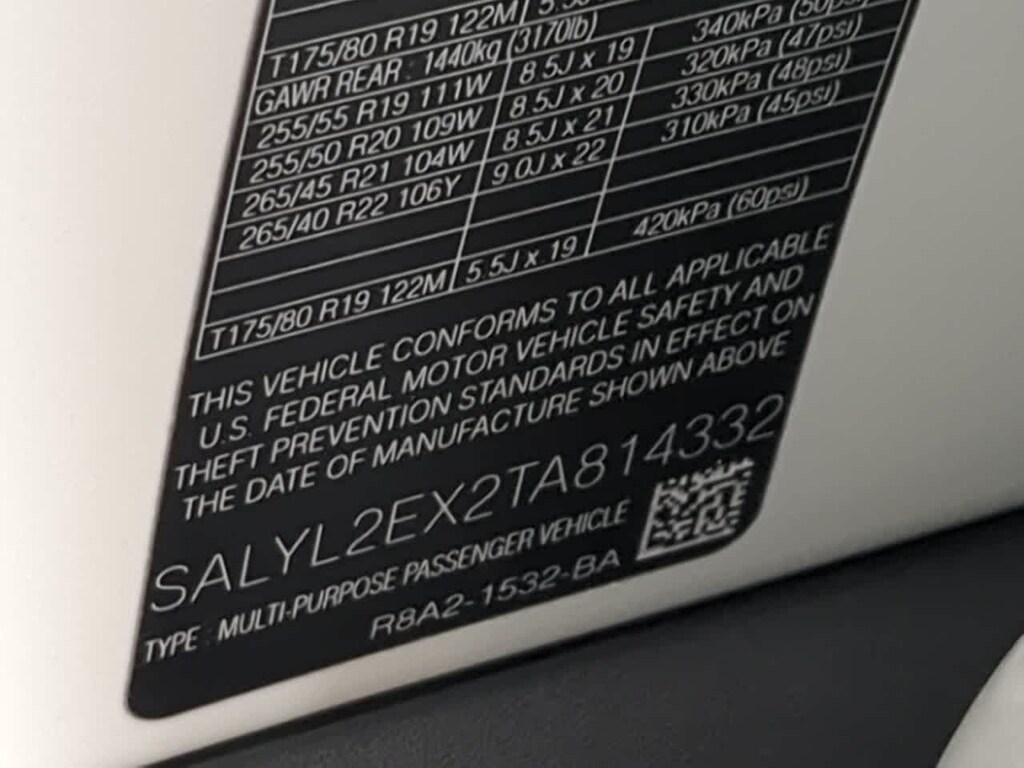 T175/80 R19 122M
340kPa (50psi)
GAWR REAR : 1440kg (3170lb)
255/55 R19 111W 8.5J x 19 340kPa (50psi)
255/50 R20 109W 8.5J x 20 320kPa (47psi)
265/45 R21 104W 8.5J x 21 330kPa (48psi)
265/40 R22 106Y 9.0J x 22 310kPa (45psi)
T175/80 R19 122M 5.5J x 19 420kPa (60psi)
THIS VEHICLE CONFORMS TO ALL APPLICABLE
U.S. FEDERAL MOTOR VEHICLE SAFETY AND
THEFT PREVENTION STANDARDS IN EFFECT ON
THE DATE OF MANUFACTURE SHOWN ABOVE
SALYL2EX2TA814332
TYPE : MULTI-PURPOSE PASSENGER VEHICLE
R8A2-1532-BA